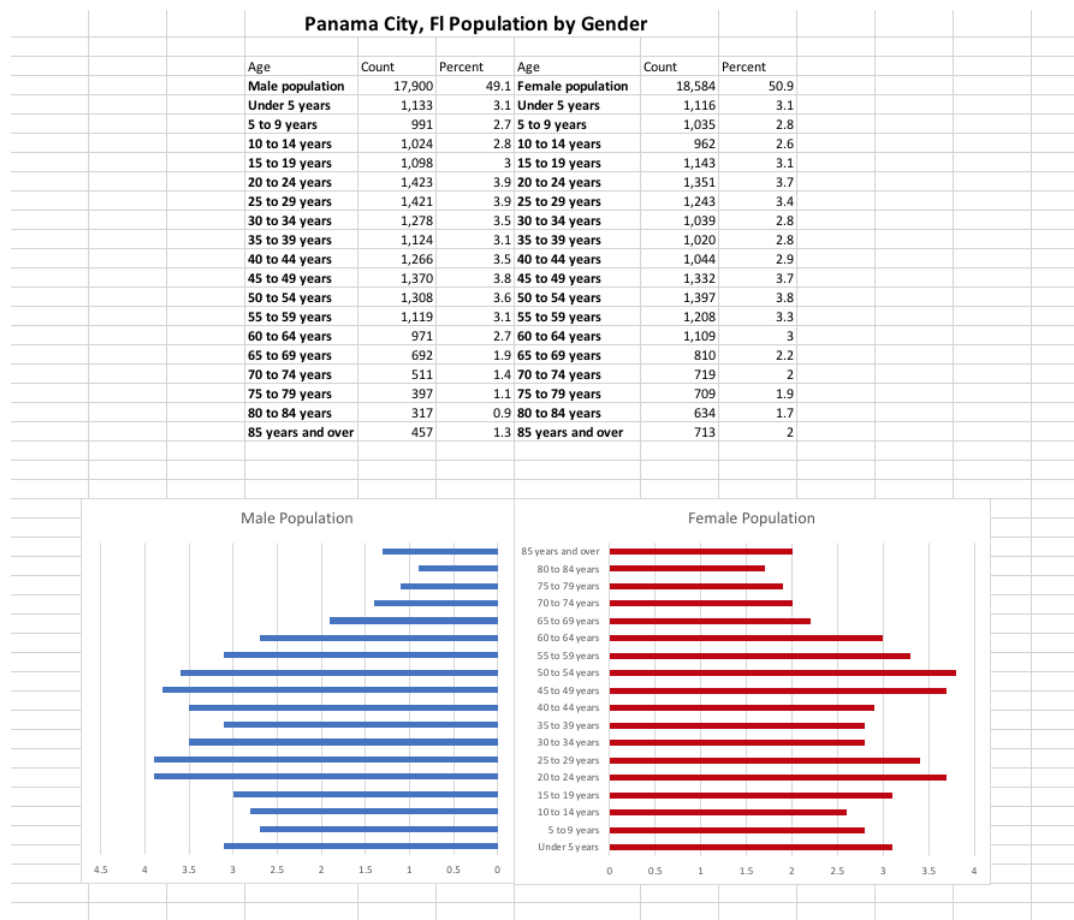 Panama City, Fl Population by Gender
Age Count Percent Age Count Percent
Male population 17,900 49.1 Female population 18,584 50.9
Under 5 years 1,133 3.1 Under 5 years 1,116 3.1
5 to 9 years 991 2.7 5 to 9 years 1,035 2.8
10 to 14 years 1,024 2.8 10 to 14 years 962 2.6
15 to 19 years 1,098 3 15 to 19 years 1,143 3.1
20 to 24 years 1,423 3.9 20 to 24 years 1,351 3.7
25 to 29 years 1,421 3.9 25 to 29 years 1,243 3.4
30 to 34 years 1,278 3.5 30 to 34 years 1,039 2.8
35 to 39 years 1,124 3.1 35 to 39 years 1,020 2.8
40 to 44 years 1,266 3.5 40 to 44 years 1,044 2.9
45 to 49 years 1,370 3.8 45 to 49 years 1,332 3.7
50 to 54 years 1,308 3.6 50 to 54 years 1,397 3.8
55 to 59 years 1,119 3.1 55 to 59 years 1,208 3.3
60 to 64 years 971 2.7 60 to 64 years 1,109 3
65 to 69 years 692 1.9 65 to 69 years 810 2.2
70 to 74 years 511 1.4 70 to 74 years 719 2
75 to 79 years 397 1.1 75 to 79 years 709 1.9
80 to 84 years 317 0.9 80 to 84 years 634 1.7
85 years and over 457 1.3 85 years and over 713 2
Male Population
4.5 4 3.5 3 2.5 2 1.5 1 0.5 0
Female Population
85 years and over
80 to 84 years
75 to 79 years
70 to 74 years
65 to 69 years
60 to 64 years
55 to 59 years
50 to 54 years
45 to 49 years
40 to 44 years
35 to 39 years
30 to 34 years
25 to 29 years
20 to 24 years
15 to 19 years
10 to 14 years
5 to 9 years
Under 5 years
0 0.5 1 1.5 2 2.5 3 3.5 4